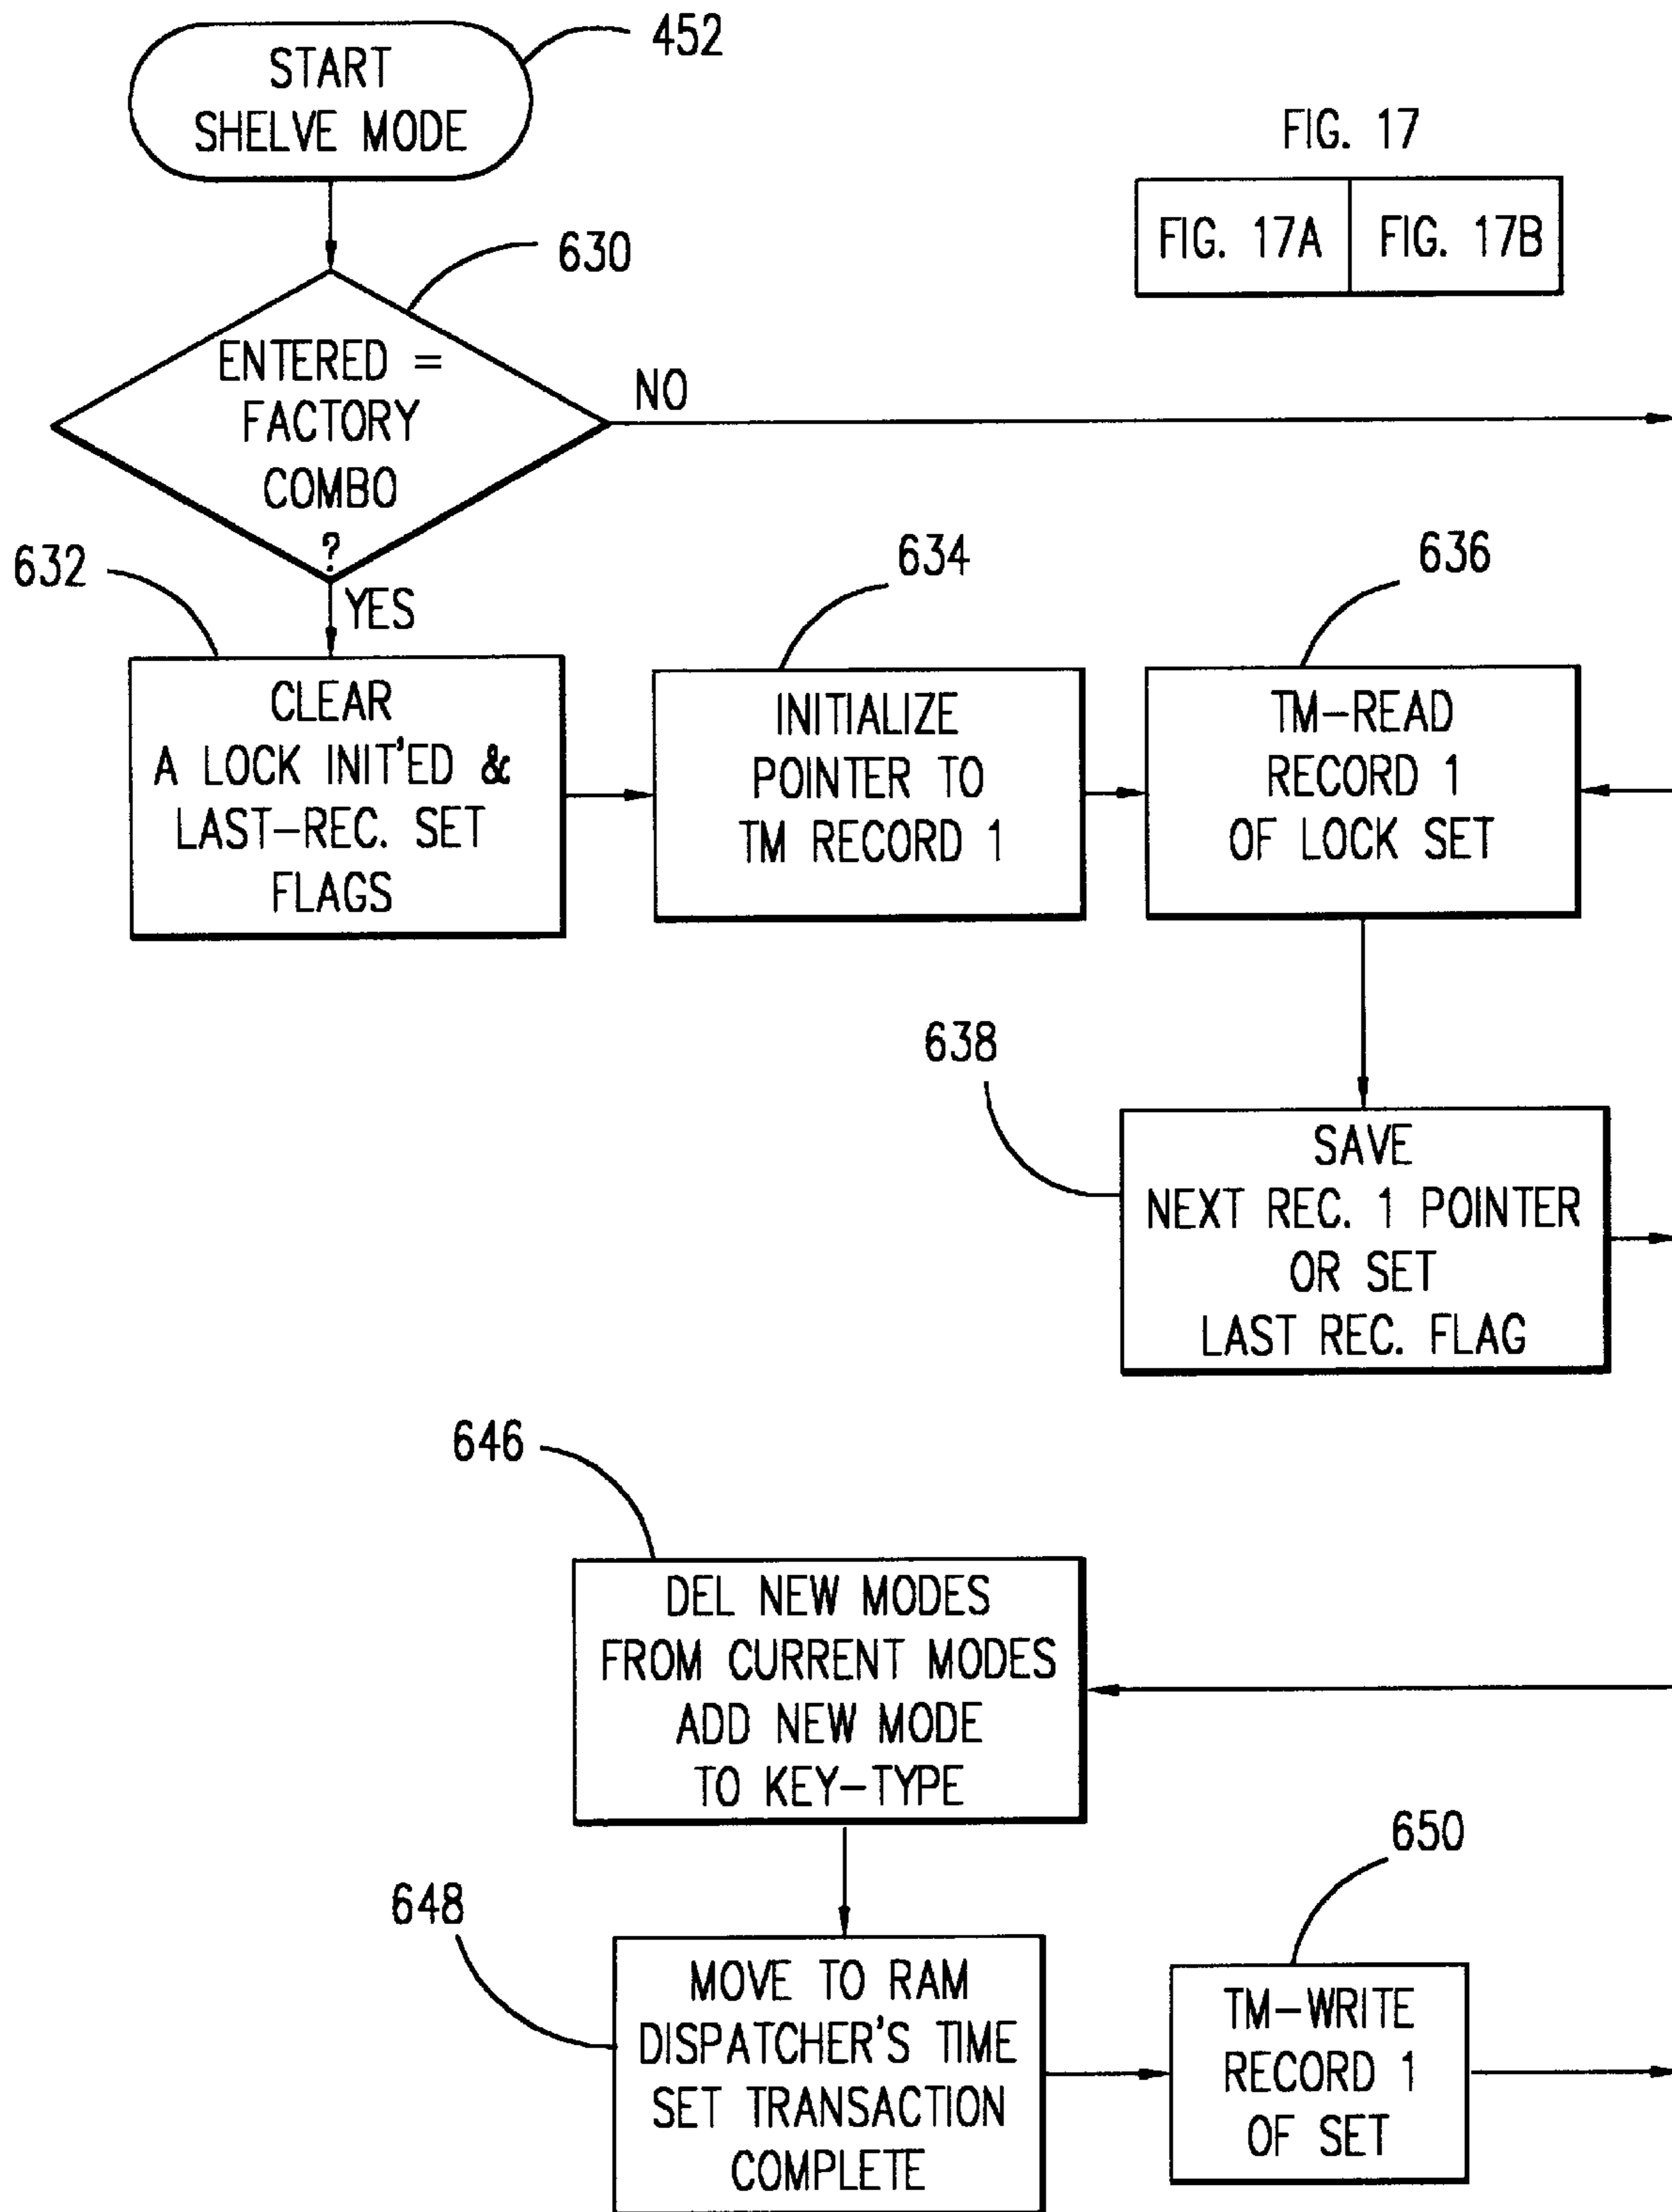 START
SHELVE MODE
452
FIG. 17
FIG. 17A
FIG. 17B
630
ENTERED =
FACTORY
COMBO
?
NO
YES
632
CLEAR
A LOCK INIT'ED &
LAST-REC. SET
FLAGS
634
INITIALIZE
POINTER TO
TM RECORD 1
636
TM-READ
RECORD 1
OF LOCK SET
638
SAVE
NEXT REC. 1 POINTER
OR SET
LAST REC. FLAG
646
DEL NEW MODES
FROM CURRENT MODES
ADD NEW MODE
TO KEY-TYPE
648
MOVE TO RAM
DISPATCHER'S TIME
SET TRANSACTION
COMPLETE
650
TM-WRITE
RECORD 1
OF SET